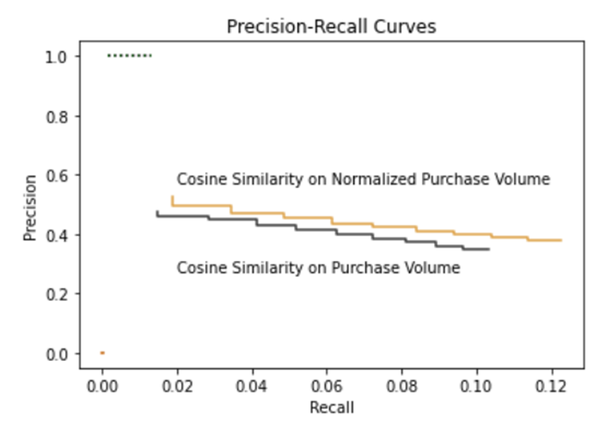 Precision-Recall Curves
1.0
0.8
0.6
0.4
0.2
0.0
Precision
Cosine Similarity on Normalized Purchase Volume
Cosine Similarity on Purchase Volume
0.00 0.02 0.04 0.06 0.08 0.10 0.12
Recall